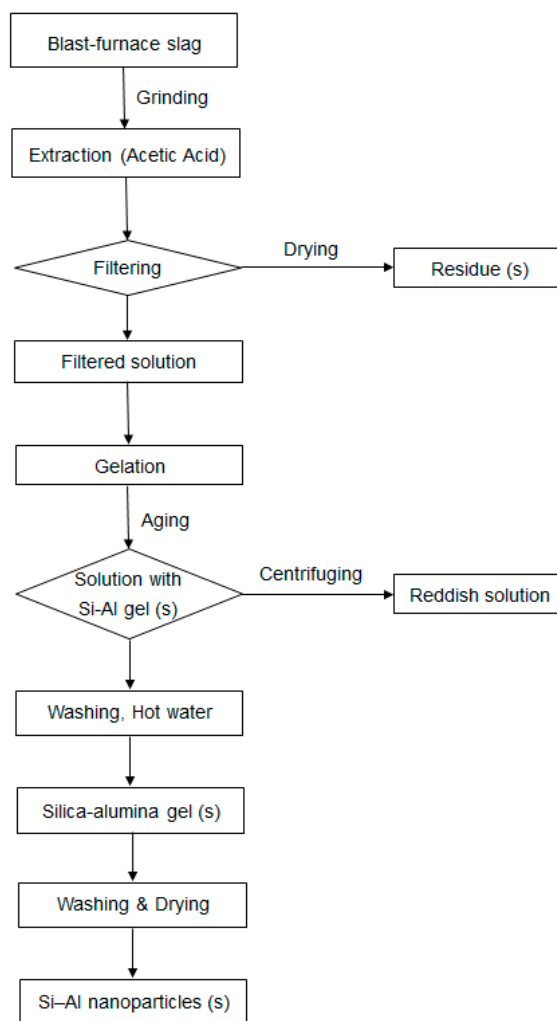 Blast-furnace slag
Grinding
Extraction (Acetic Acid)
Filtering
Drying
Residue (s)
Filtered solution
Gelation
Aging
Solution with
Si-Al gel (s)
Centrifuging
Reddish solution
Washing, Hot water
Silica-alumina gel (s)
Washing & Drying
Si–Al nanoparticles (s)